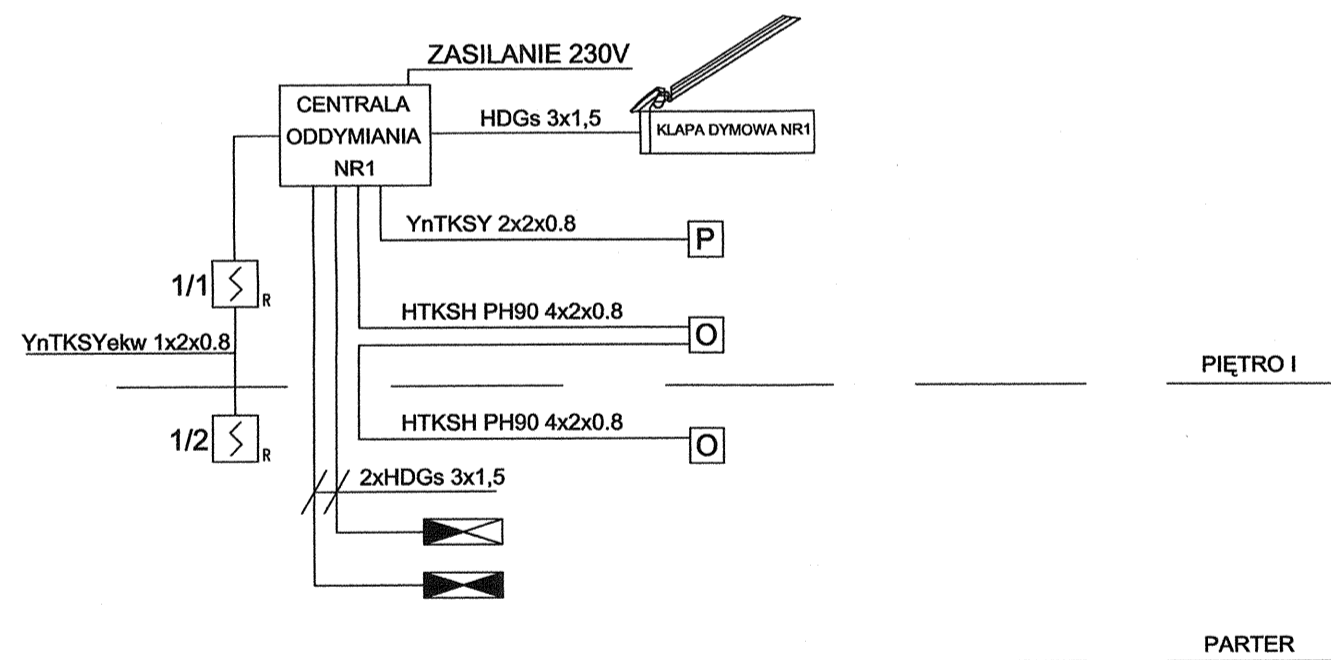 ZASILANIE 230V
CENTRALA
ODDYMIANIA
NR1
HDGs 3x1,5
KLAPA DYMOWA NR1
YnTKSY 2x2x0.8
P
1/1
R
HTKSH PH90 4x2x0.8
O
YnTKSYekw 1x2x0.8
PIĘTRO I
HTKSH PH90 4x2x0.8
O
1/2
R
2xHDGs 3x1,5
PARTER